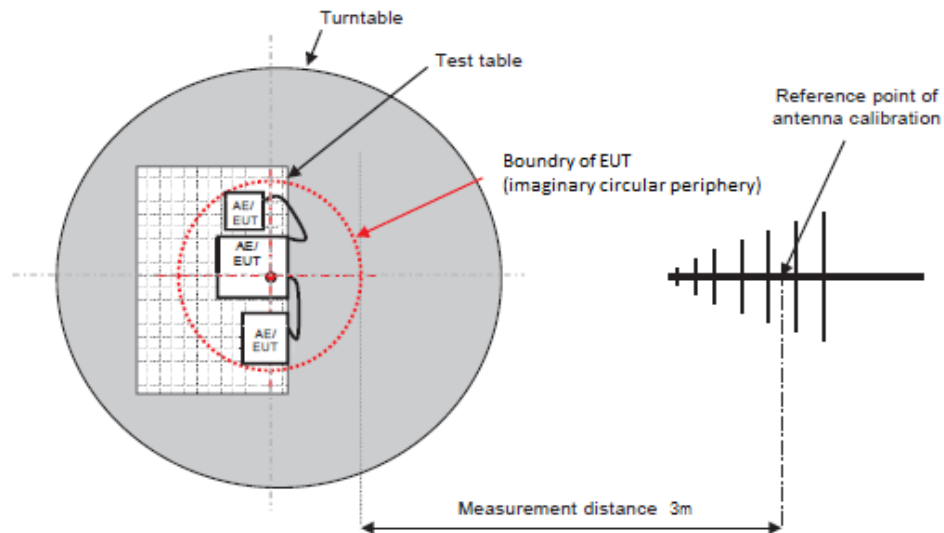 Turntable
Test table
Reference point of
antenna calibration
Boundry of EUT
(imaginary circular periphery)
AE/
EUT
AE/
EUT
AE/
EUT
Measurement distance 3m